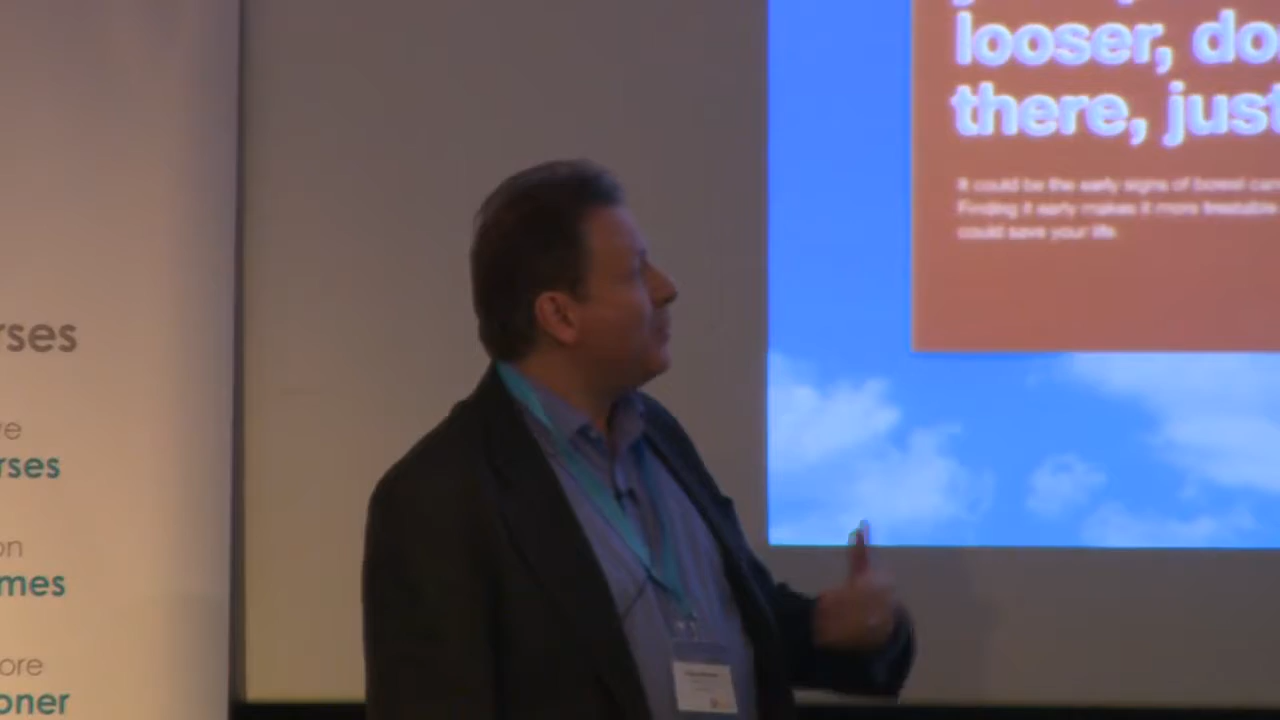 rses
ve
rses
on
mes
ore
oner
looser, do
there, just
It could be the early signs of bowel can
Finding it early makes it more treatable
could save your life.